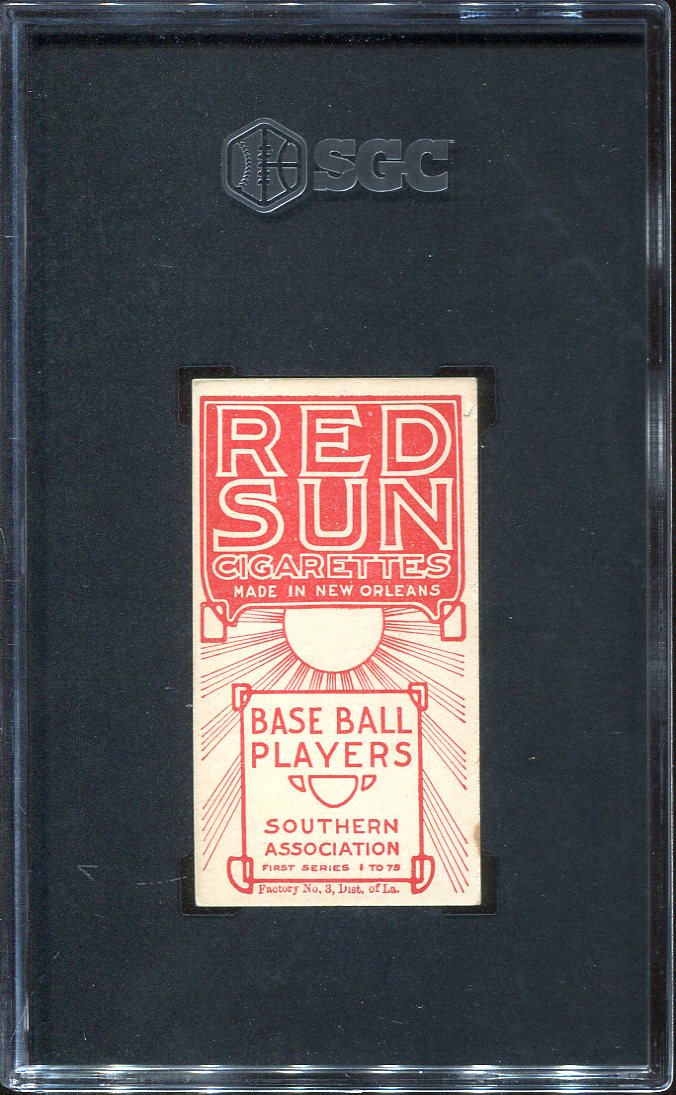 SGC
RED
SUN
CIGARETTES
MADE IN NEW ORLEANS
BASE BALL
PLAYERS
SOUTHERN
ASSOCIATION
FIRST SERIES 1 TO 75
Factory No. 3, Dist. of La.